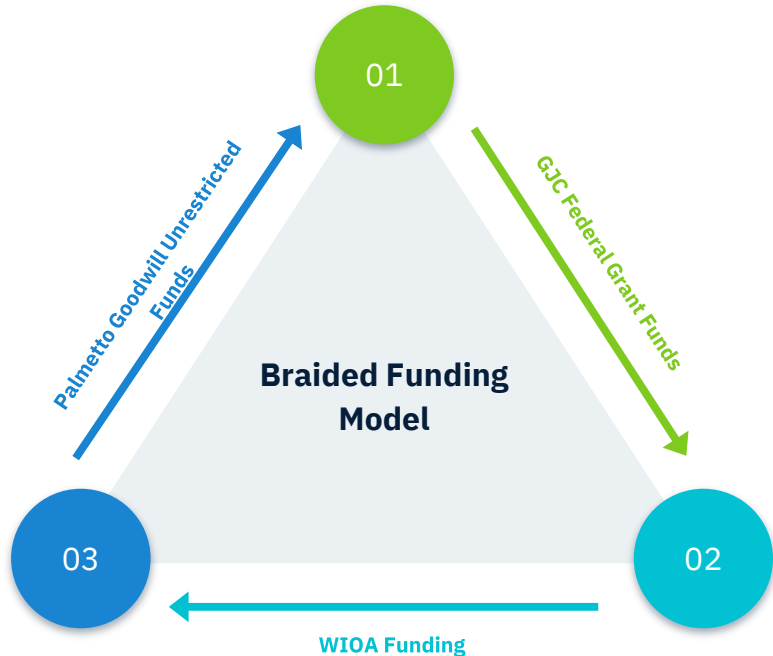 01
Palmetto Goodwill Unrestricted
Funds
GJC Federal Grant Funds
Braided Funding
Model
03
02
WIOA Funding